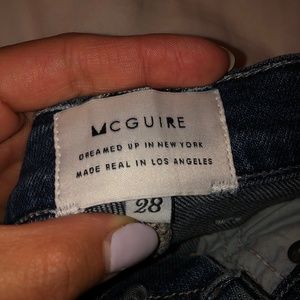 MCGUIRE
DREAMED UP IN NEW YORK
MADE REAL IN LOS ANGELES
28